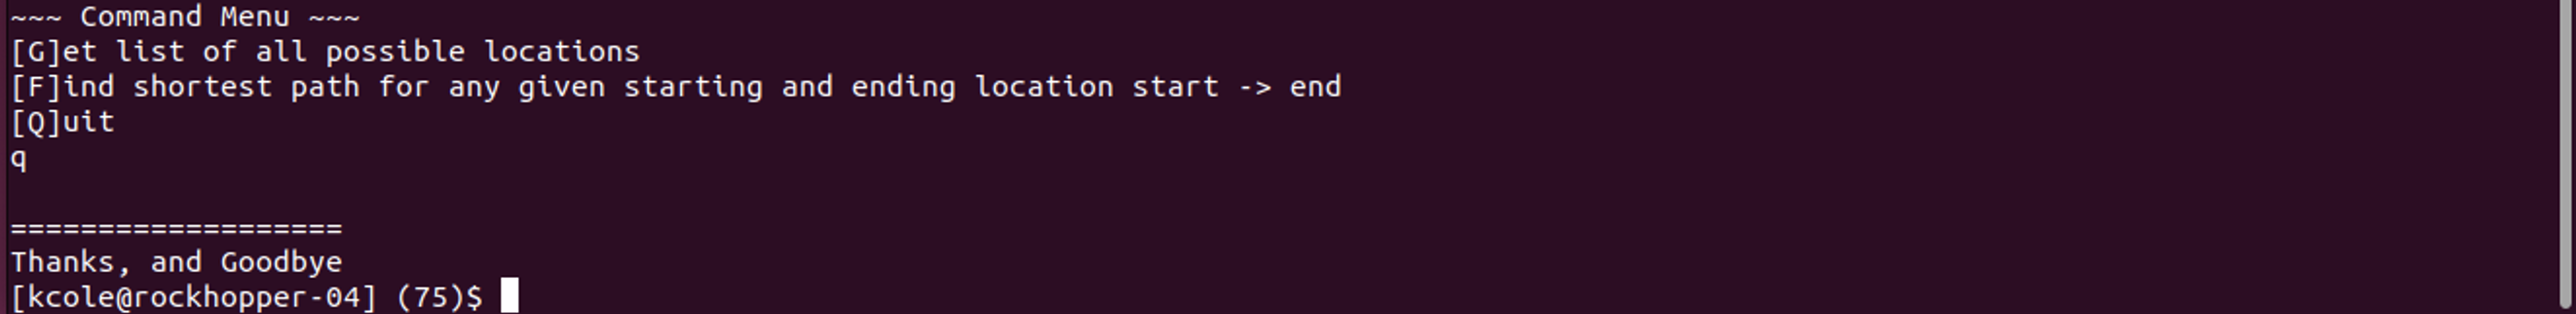 ~~~ Command Menu ~~~
[G]et list of all possible locations
[F]ind shortest path for any given starting and ending location start -> end
[Q]uit
q
===================
Thanks, and Goodbye
[kcole@rockhopper-04] (75)$